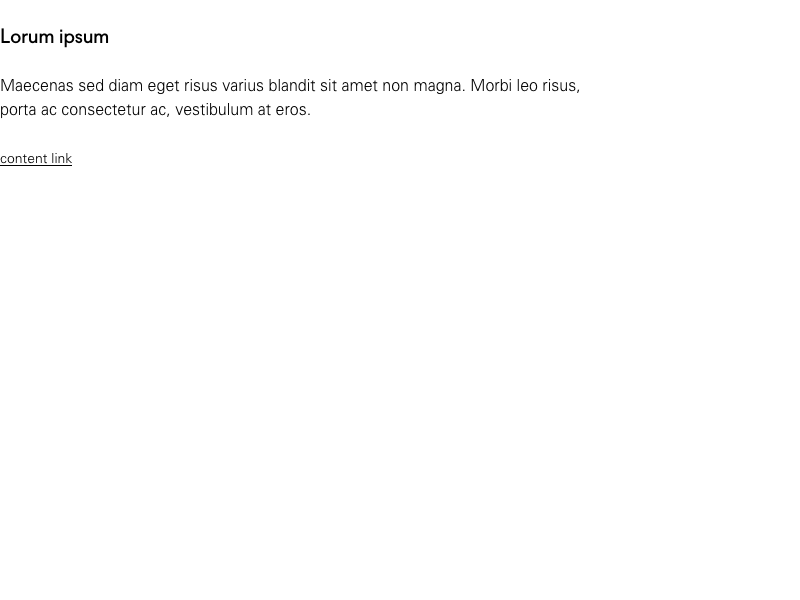 Lorum ipsum
Maecenas sed diam eget risus varius blandit sit amet non magna. Morbi leo risus,
porta ac consectetur ac, vestibulum at eros.
content link